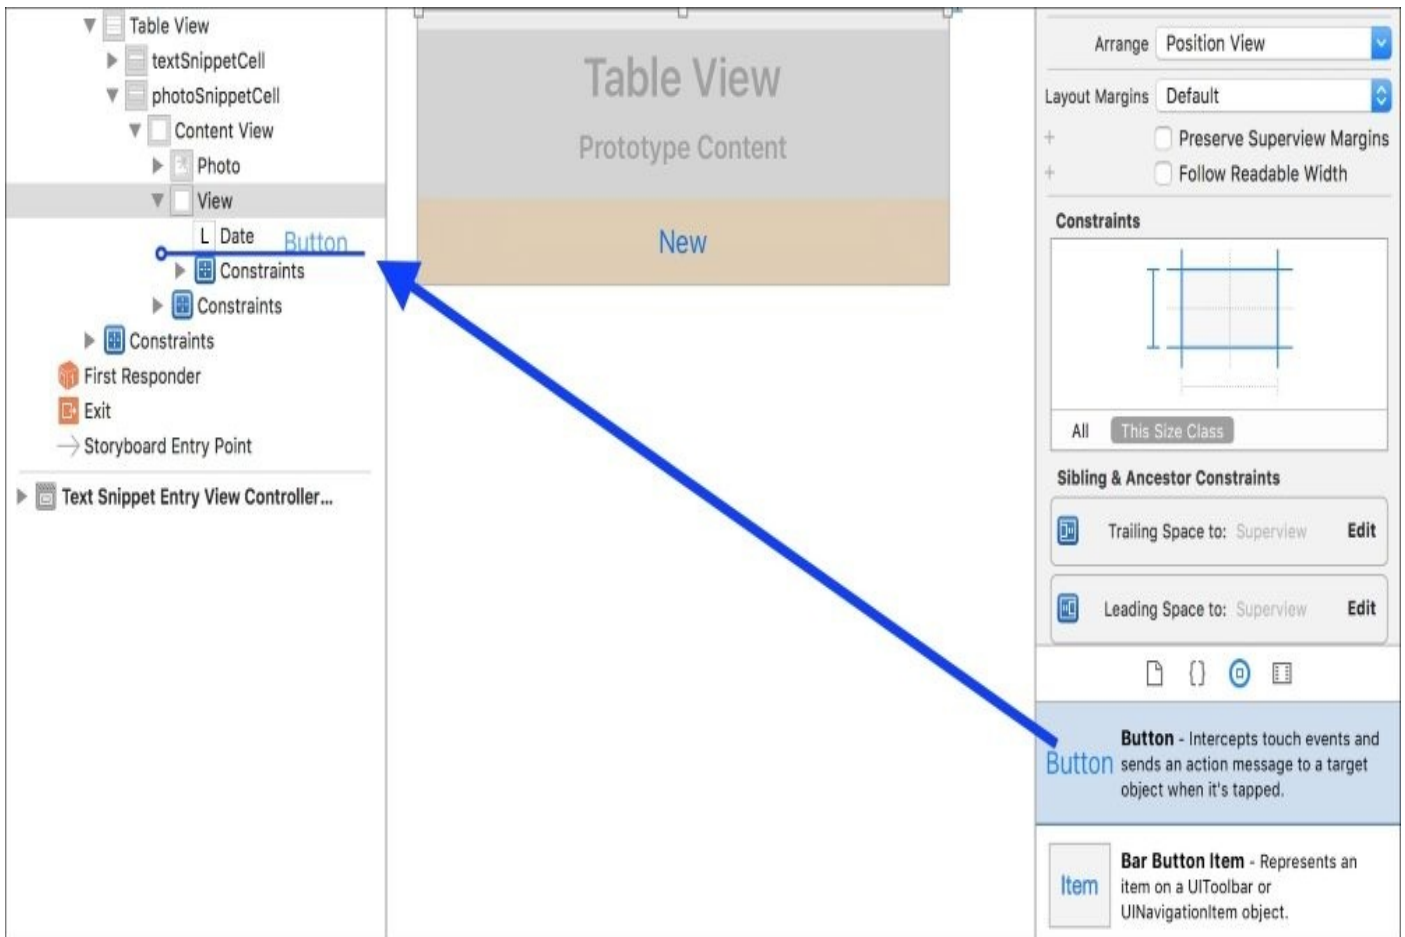 Table View
textSnippetCell
photoSnippetCell
Content View
Photo
View
L Date
Button
Constraints
Constraints
Constraints
First Responder
Exit
Storyboard Entry Point
Text Snippet Entry View Controller...
Table View
Prototype Content
New
Arrange Position View
Layout Margins Default
+ Preserve Superview Margins
+ Follow Readable Width
Constraints
All This Size Class
Sibling & Ancestor Constraints
Trailing Space to: Superview Edit
Leading Space to: Superview Edit
{}
Button
Button - Intercepts touch events and
sends an action message to a target
object when it's tapped.
Item
Bar Button Item - Represents an
item on a UIToolbar or
UINavigationItem object.